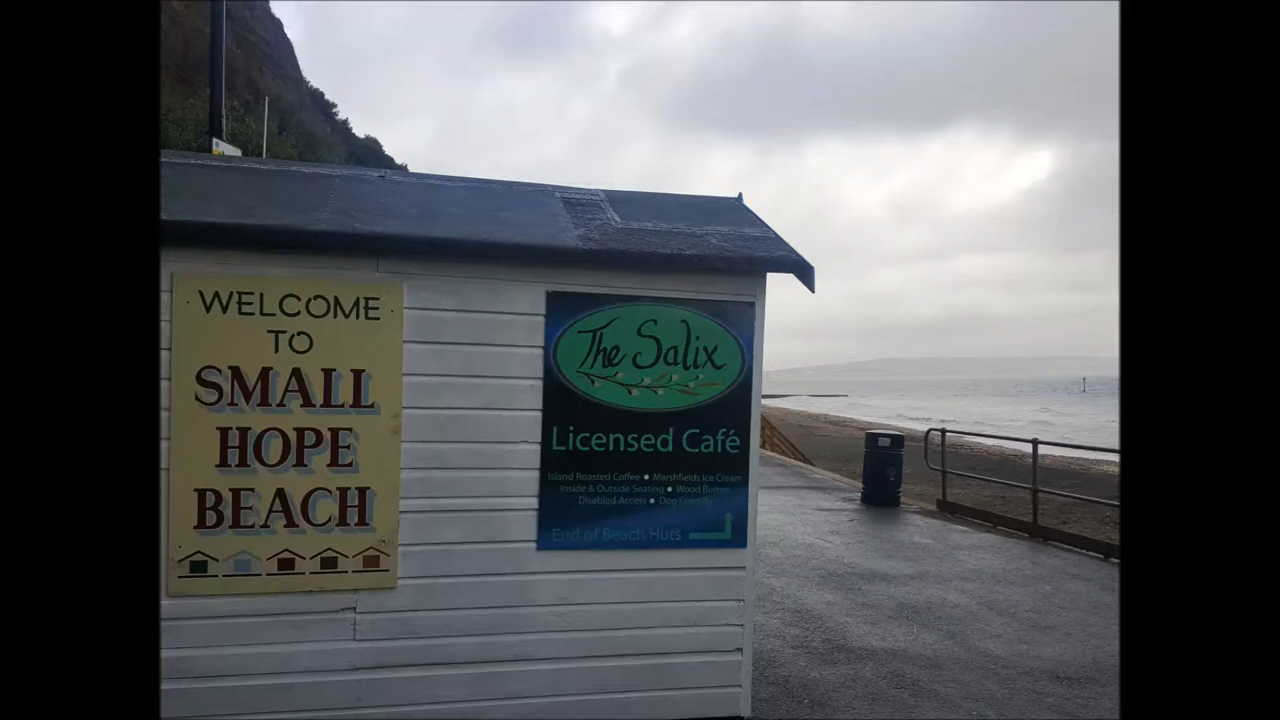 WELCOME
TO
SMALL
HOPE
BEACH
The Salix
Licensed Café
Island Roasted Coffee • Marshfields Ice Cream
Inside & Outside Seating • Wood Burner
Disabled Access • Dog Friendly
End of Beach Huts